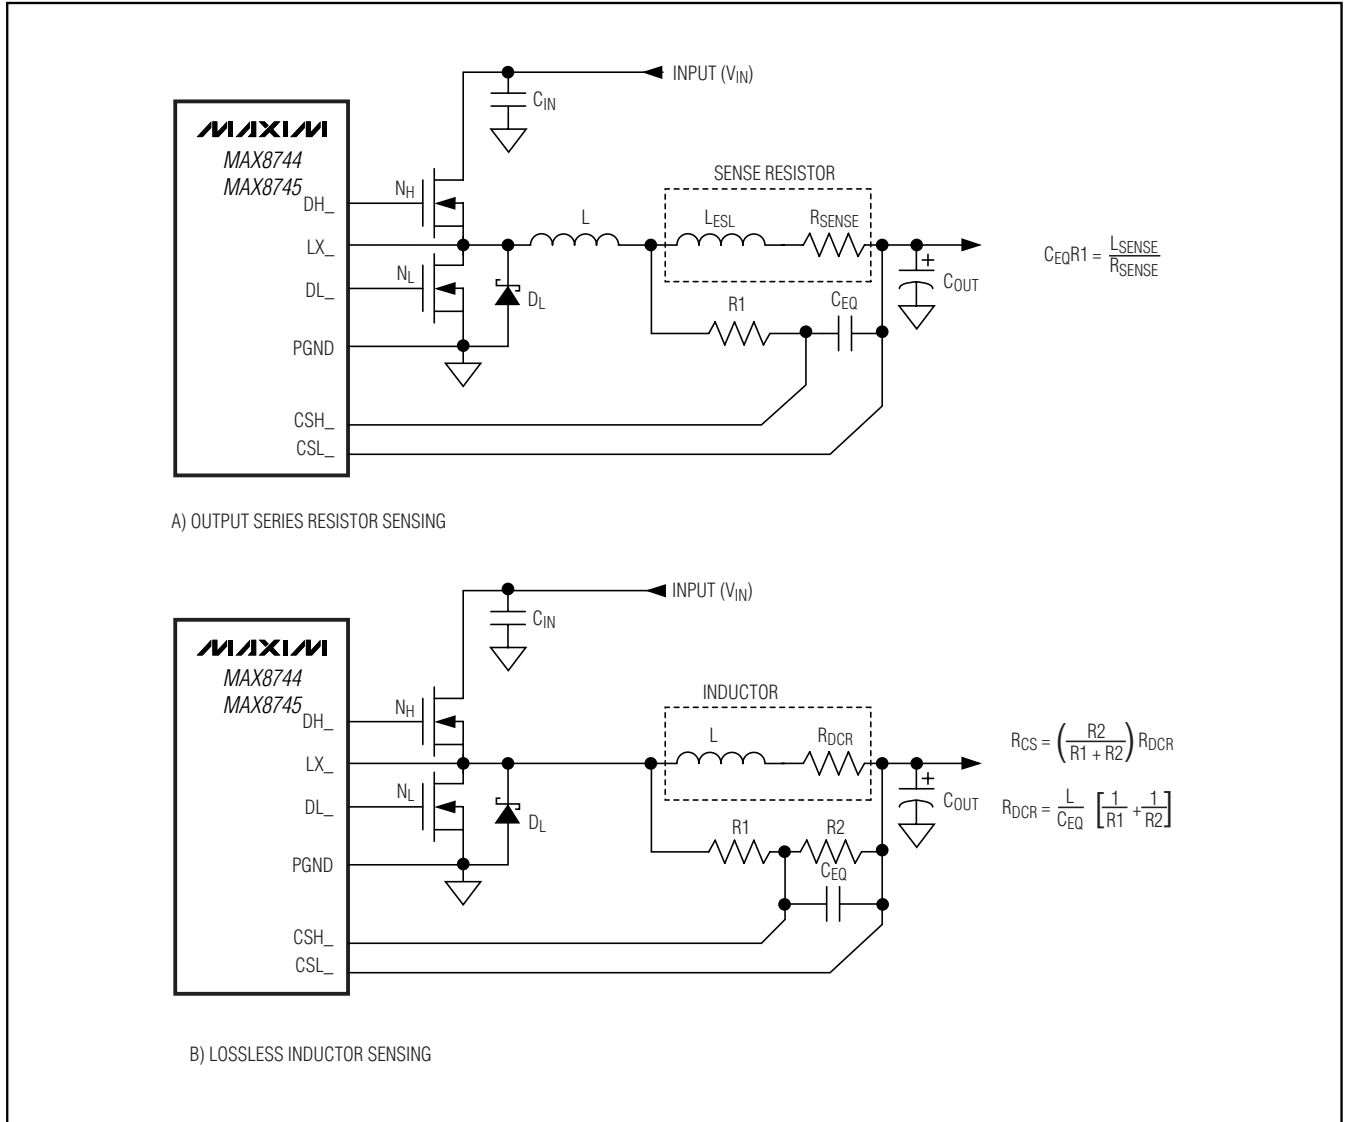 INPUT (VIN)
CIN
MAXIM
MAX8744
MAX8745
DH_
NH
LX_
DL_
NL
DL
PGND
CSH_
CSL_
L
SENSE RESISTOR
LESL
RSENSE
R1
CEQ
+
COUT
CEQR1 = LSENSE / RSENSE
A) OUTPUT SERIES RESISTOR SENSING
INPUT (VIN)
CIN
MAXIM
MAX8744
MAX8745
DH_
NH
LX_
DL_
NL
DL
PGND
CSH_
CSL_
INDUCTOR
L
RDCR
R1
R2
CEQ
+
COUT
RCS = (R2 / R1 + R2) RDCR
RDCR = L / CEQ [1 / R1 + 1 / R2]
B) LOSSLESS INDUCTOR SENSING